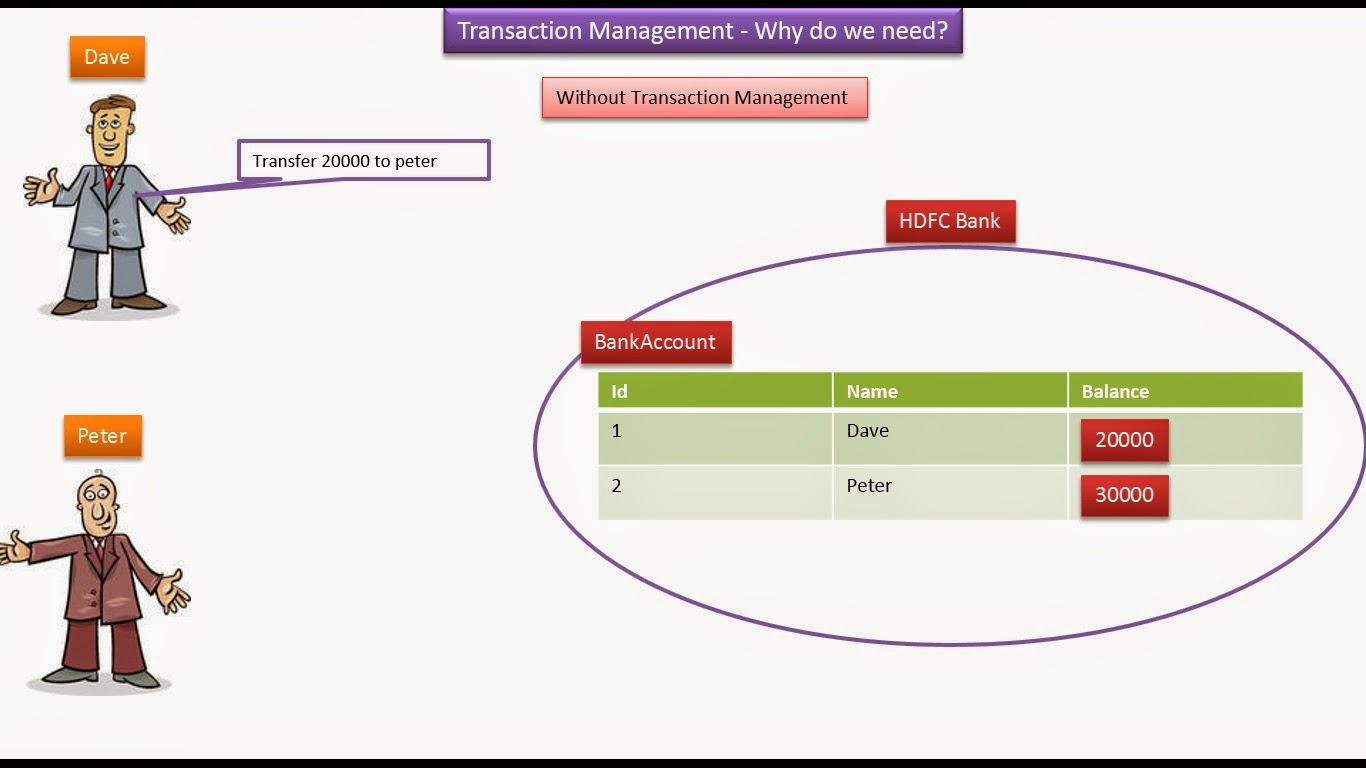 Transaction Management - Why do we need?
Without Transaction Management
Dave
Transfer 20000 to peter
HDFC Bank
BankAccount
Id Name Balance
1 Dave 20000
2 Peter 30000
Peter